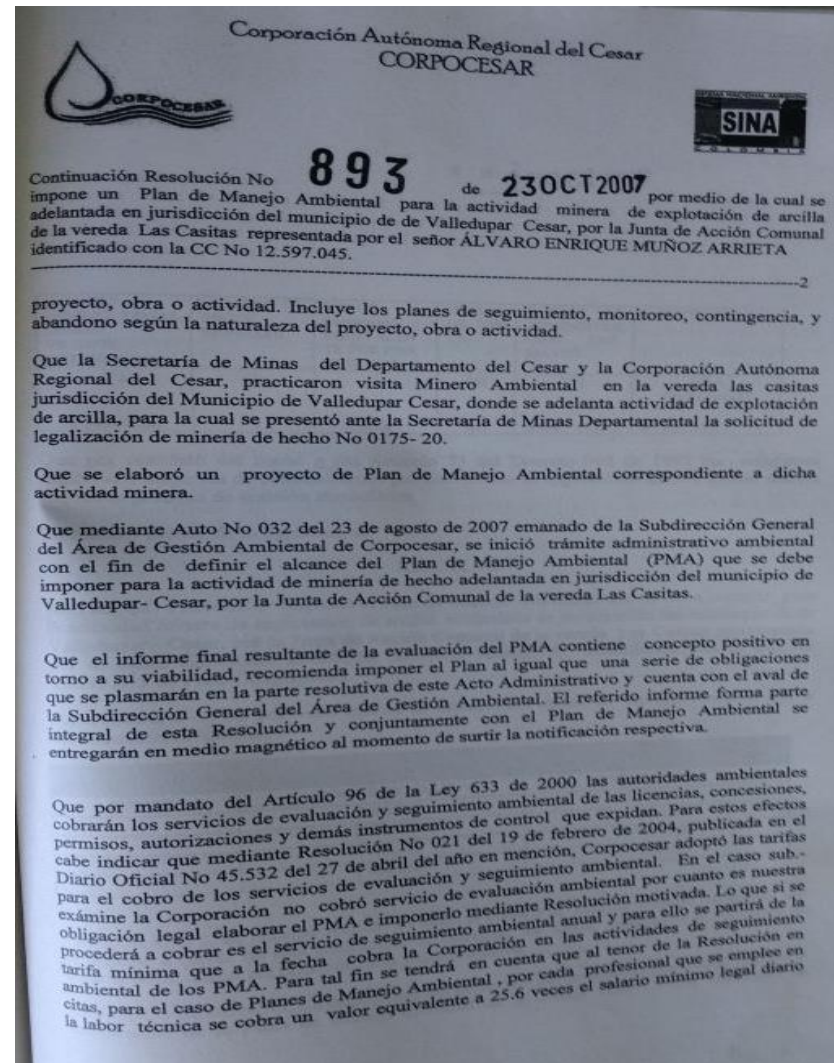 Corporación Autónoma Regional del Cesar
CORPOCESAR
CORPOCESAR
SINA
COLOMBIA
Continuación Resolución No 893 de 23 OCT 2007 por medio de la cual se
impone un Plan de Manejo Ambiental para la actividad minera de explotación de arcilla
adelantada en jurisdicción del municipio de de Valledupar Cesar, por la Junta de Acción Comunal
de la vereda Las Casitas representada por el señor ÁLVARO ENRIQUE MUÑOZ ARRIETA
identificado con la CC No 12.597.045.
-2
proyecto, obra o actividad. Incluye los planes de seguimiento, monitoreo, contingencia, y
abandono según la naturaleza del proyecto, obra o actividad.
Que la Secretaría de Minas del Departamento del Cesar y la Corporación Autónoma
Regional del Cesar, practicaron visita Minero Ambiental en la vereda las casitas
jurisdicción del Municipio de Valledupar Cesar, donde se adelanta actividad de explotación
de arcilla, para la cual se presentó ante la Secretaría de Minas Departamental la solicitud de
legalización de minería de hecho No 0175- 20.
Que se elaboró un proyecto de Plan de Manejo Ambiental correspondiente a dicha
actividad minera.
Que mediante Auto No 032 del 23 de agosto de 2007 emanado de la Subdirección General
del Área de Gestión Ambiental de Corpocesar, se inició trámite administrativo ambiental
con el fin de definir el alcance del Plan de Manejo Ambiental (PMA) que se debe
imponer para la actividad de minería de hecho adelantada en jurisdicción del municipio de
Valledupar- Cesar, por la Junta de Acción Comunal de la vereda Las Casitas.
Que el informe final resultante de la evaluación del PMA contiene concepto positivo en
torno a su viabilidad, recomienda imponer el Plan al igual que una serie de obligaciones
que se plasmarán en la parte resolutiva de este Acto Administrativo y cuenta con el aval de
la Subdirección General del Área de Gestión Ambiental. El referido informe forma parte
integral de esta Resolución y conjuntamente con el Plan de Manejo Ambiental se
entregarán en medio magnético al momento de surtir la notificación respectiva.
Que por mandato del Artículo 96 de la Ley 633 de 2000 las autoridades ambientales
cobrarán los servicios de evaluación y seguimiento ambiental de las licencias, concesiones,
permisos, autorizaciones y demás instrumentos de control que expidan. Para estos efectos
cabe indicar que mediante Resolución No 021 del 19 de febrero de 2004, publicada en el
Diario Oficial No 45.532 del 27 de abril del año en mención, Corpocesar adoptó las tarifas
para el cobro de los servicios de evaluación y seguimiento ambiental. En el caso sub.-
exámine la Corporación no cobró servicio de evaluación ambiental por cuanto es nuestra
obligación legal elaborar el PMA e imponerlo mediante Resolución motivada. Lo que si se
procederá a cobrar es el servicio de seguimiento ambiental anual y para ello se partirá de la
tarifa mínima que a la fecha cobra la Corporación en las actividades de seguimiento
ambiental de los PMA. Para tal fin se tendrá en cuenta que al tenor de la Resolución en
citas, para el caso de Planes de Manejo Ambiental , por cada profesional que se emplee en
la labor técnica se cobra un valor equivalente a 25.6 veces el salario mínimo legal diario